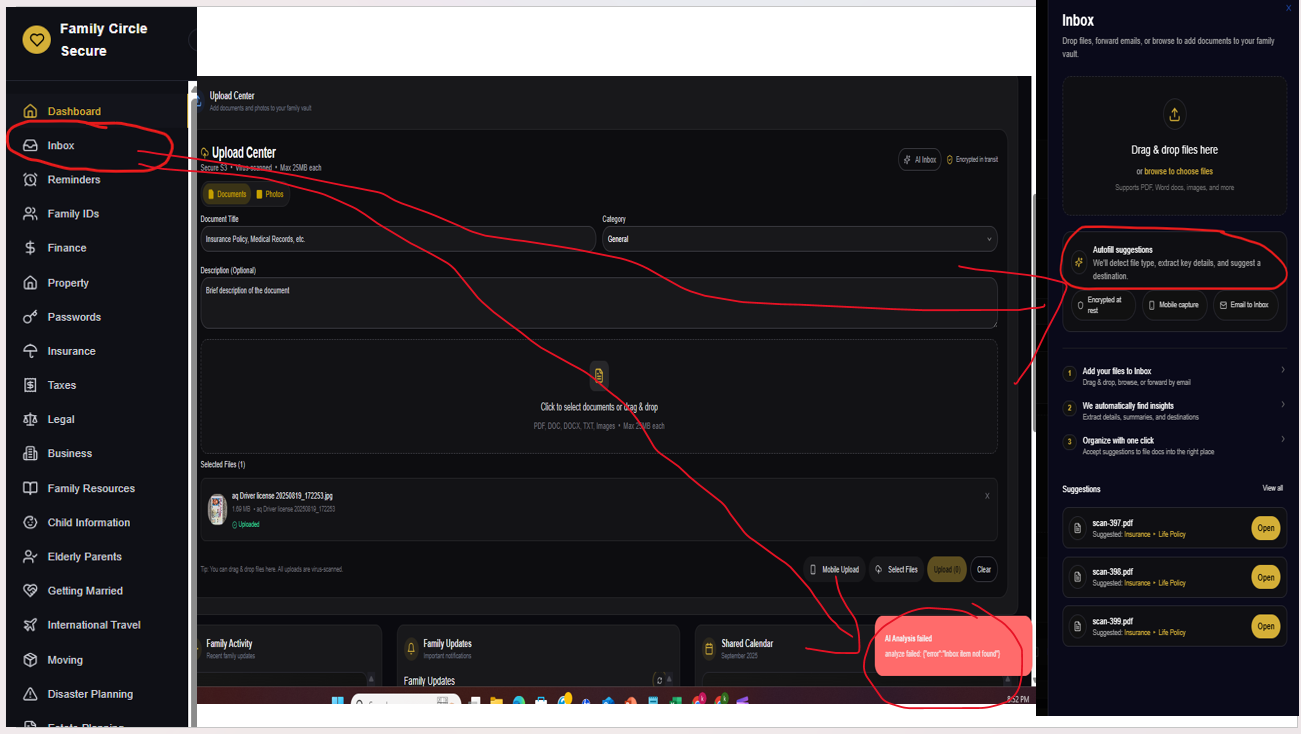 Family Circle
Secure
Dashboard
Inbox
Reminders
Family IDs
Finance
Property
Passwords
Insurance
Taxes
Legal
Business
Family Resources
Child Information
Elderly Parents
Getting Married
International Travel
Moving
Disaster Planning
Estate Planning
Upload Center
Add documents and photos to your family vault
Upload Center
Secure S3 • Virus-scanned • Max 25MB each
AI Inbox
Encrypted in transit
Documents
Photos
Document Title
Category
Insurance Policy, Medical Records, etc.
General
Description (Optional)
Brief description of the document
Click to select documents or drag & drop
PDF, DOC, DOCX, TXT, Images • Max 25MB each
Selected Files (1)
aq Driver license 20250819_172253.jpg
1.69 MB • aq Driver license 20250819_172253
Uploaded
X
Tip: You can drag & drop files here. All uploads are virus-scanned.
Mobile Upload
Select Files
Upload (0)
Clear
Family Activity
Recent family updates
Family Updates
Important notifications
Family Updates
Shared Calendar
September 2025
AI Analysis failed
analyze failed: {"error":"Inbox item not found"}
8:52 PM
X
Inbox
Drop files, forward emails, or browse to add documents to your family
vault.
Drag & drop files here
or browse to choose files
Supports PDF, Word docs, images, and more
Autofill suggestions
We'll detect file type, extract key details, and suggest a
destination.
Encrypted at
rest
Mobile capture
Email to Inbox
1
Add your files to Inbox
Drag & drop, browse, or forward by email
2
We automatically find insights
Extract details, summaries, and destinations
3
Organize with one click
Accept suggestions to file docs into the right place
Suggestions
View all
scan-397.pdf
Suggested: Insurance • Life Policy
Open
scan-398.pdf
Suggested: Insurance • Life Policy
Open
scan-399.pdf
Suggested: Insurance • Life Policy
Open